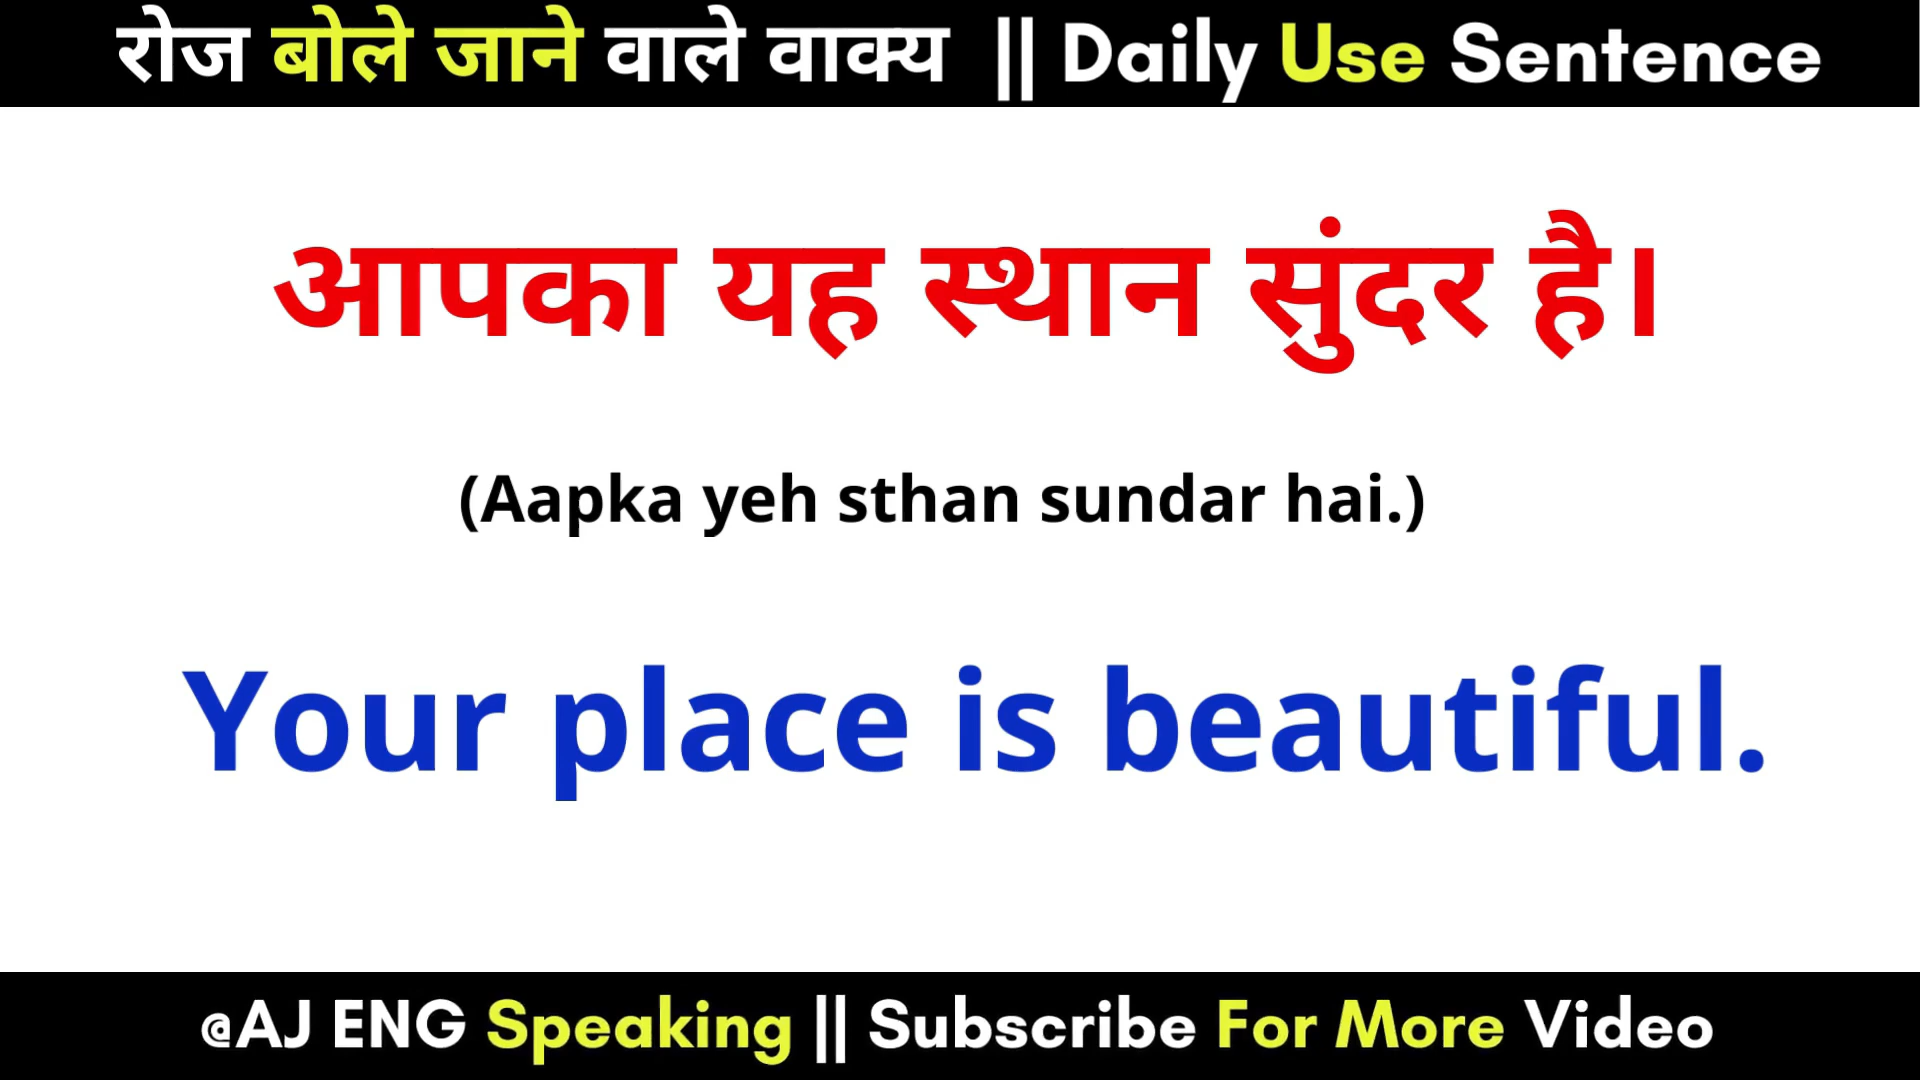 रोज बोले जाने वाले वाक्य || Daily Use Sentence
आपका यह स्थान सुंदर है।
(Aapka yeh sthan sundar hai.)
Your place is beautiful.
@AJ ENG Speaking || Subscribe For More Video